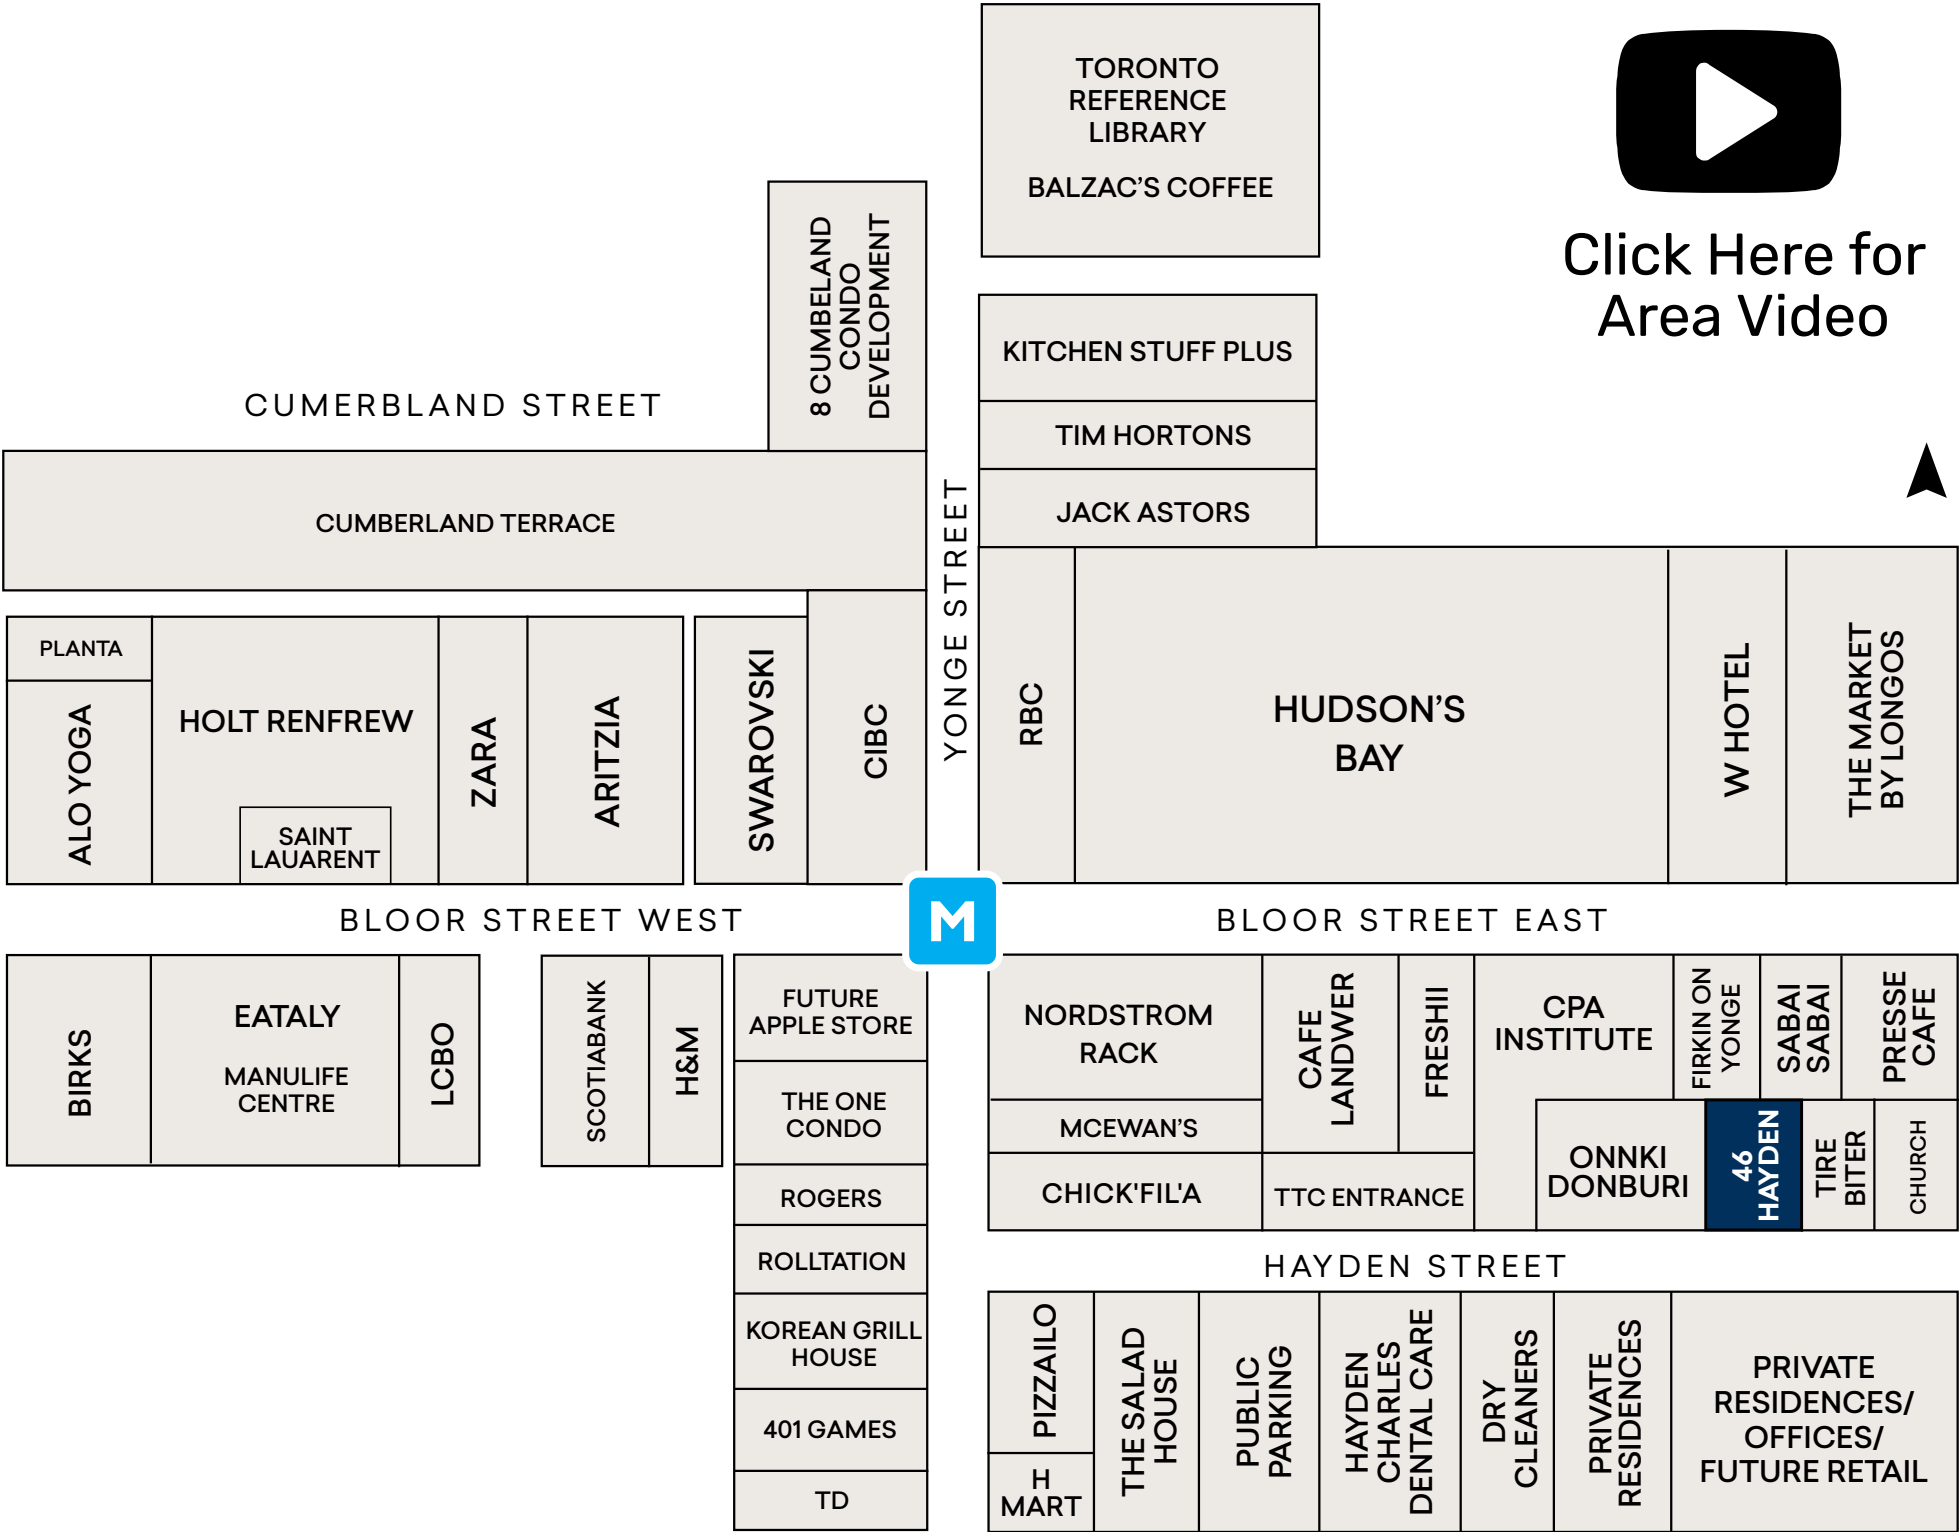 TORONTO
REFERENCE
LIBRARY
BALZAC'S COFFEE
Click Here for
Area Video
8 CUMBELAND
CONDO
DEVELOPMENT
KITCHEN STUFF PLUS
TIM HORTONS
JACK ASTORS
CUMERBLAND STREET
CUMBERLAND TERRACE
YONGE STREET
PLANTA
ALO YOGA
HOLT RENFREW
SAINT
LAUARENT
ZARA
ARITZIA
SWAROVSKI
CIBC
RBC
HUDSON'S
BAY
W HOTEL
THE MARKET
BY LONGOS
BLOOR STREET WEST
M
BLOOR STREET EAST
BIRKS
EATALY
MANULIFE
CENTRE
LCBO
SCOTIABANK
H&M
FUTURE
APPLE STORE
THE ONE
CONDO
ROGERS
ROLLTATION
KOREAN GRILL
HOUSE
401 GAMES
TD
NORDSTROM
RACK
MCEWAN'S
CHICK'FIL'A
CAFE
LANDWER
FRESHII
TTC ENTRANCE
CPA
INSTITUTE
FIRKIN ON
YONGE
SABAI
SABAI
PRESSE
CAFE
ONNKI
DONBURI
46
HAYDEN
TIRE
BITER
CHURCH
HAYDEN STREET
PIZZAILO
H
MART
THE SALAD
HOUSE
PUBLIC
PARKING
HAYDEN
CHARLES
DENTAL CARE
DRY
CLEANERS
PRIVATE
RESIDENCES
PRIVATE
RESIDENCES/
OFFICES/
FUTURE RETAIL